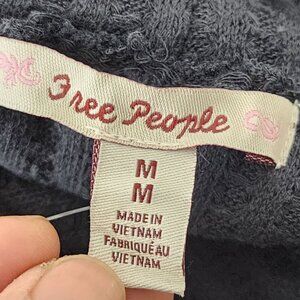 Free People
M
M
MADE IN
VIETNAM
FABRIQUÉ AU
VIETNAM